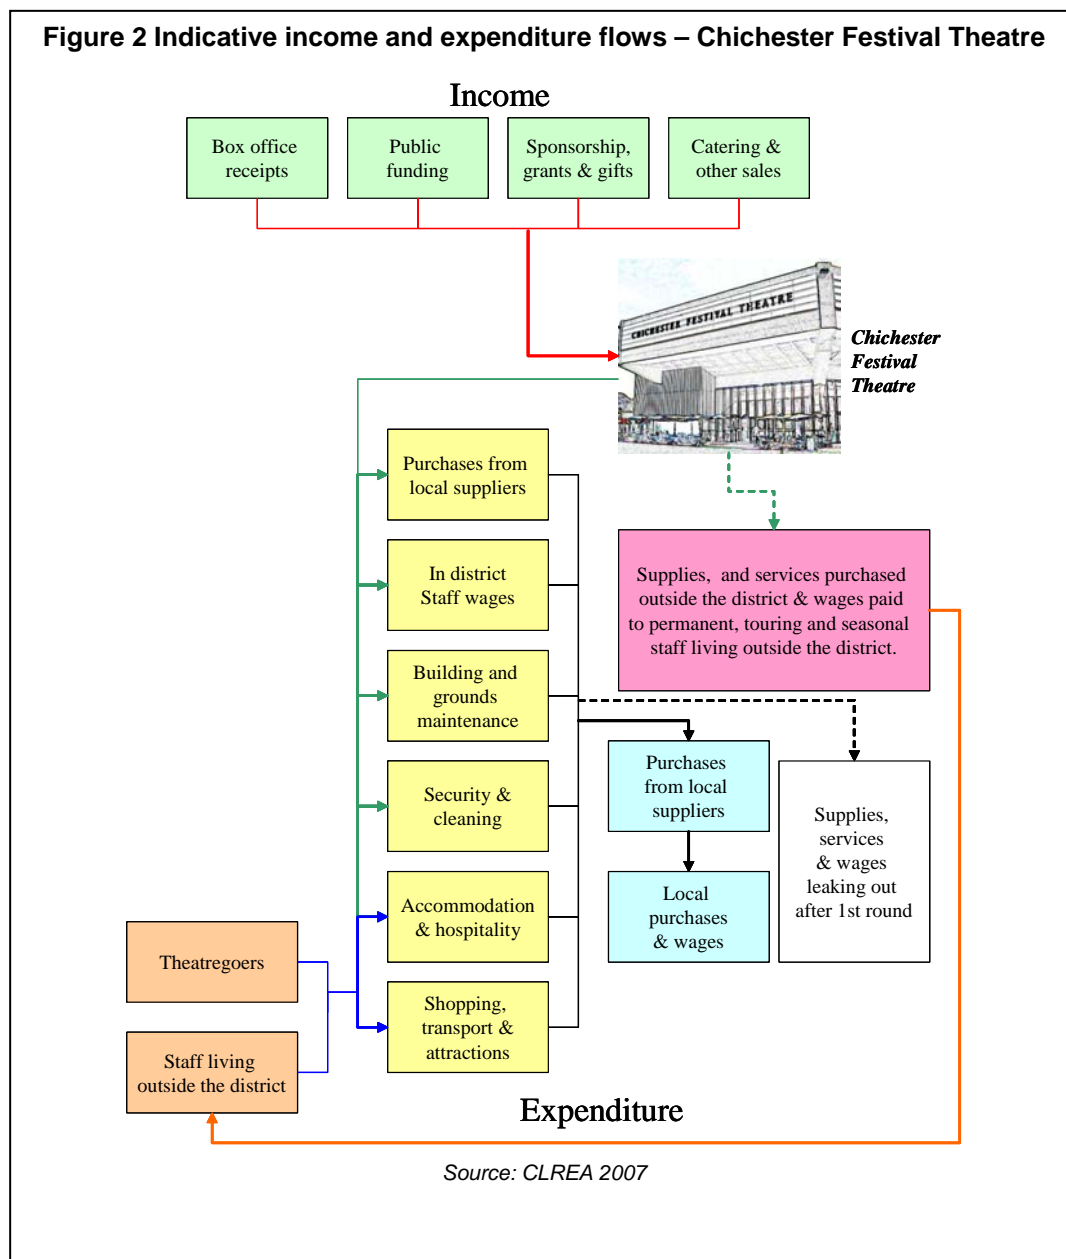 Figure 2 Indicative income and expenditure flows – Chichester Festival Theatre
Income
Box office
receipts
Public
funding
Sponsorship,
grants & gifts
Catering &
other sales
CHICHESTER FESTIVAL THEATRE
Chichester
Festival
Theatre
Purchases from
local suppliers
In district
Staff wages
Building and
grounds
maintenance
Security &
cleaning
Accommodation
& hospitality
Shopping,
transport &
attractions
Supplies, and services purchased
outside the district & wages paid
to permanent, touring and seasonal
staff living outside the district.
Purchases
from local
suppliers
Local
purchases
& wages
Supplies,
services
& wages
leaking out
after 1st round
Theatregoers
Staff living
outside the district
Expenditure
Source: CLREA 2007